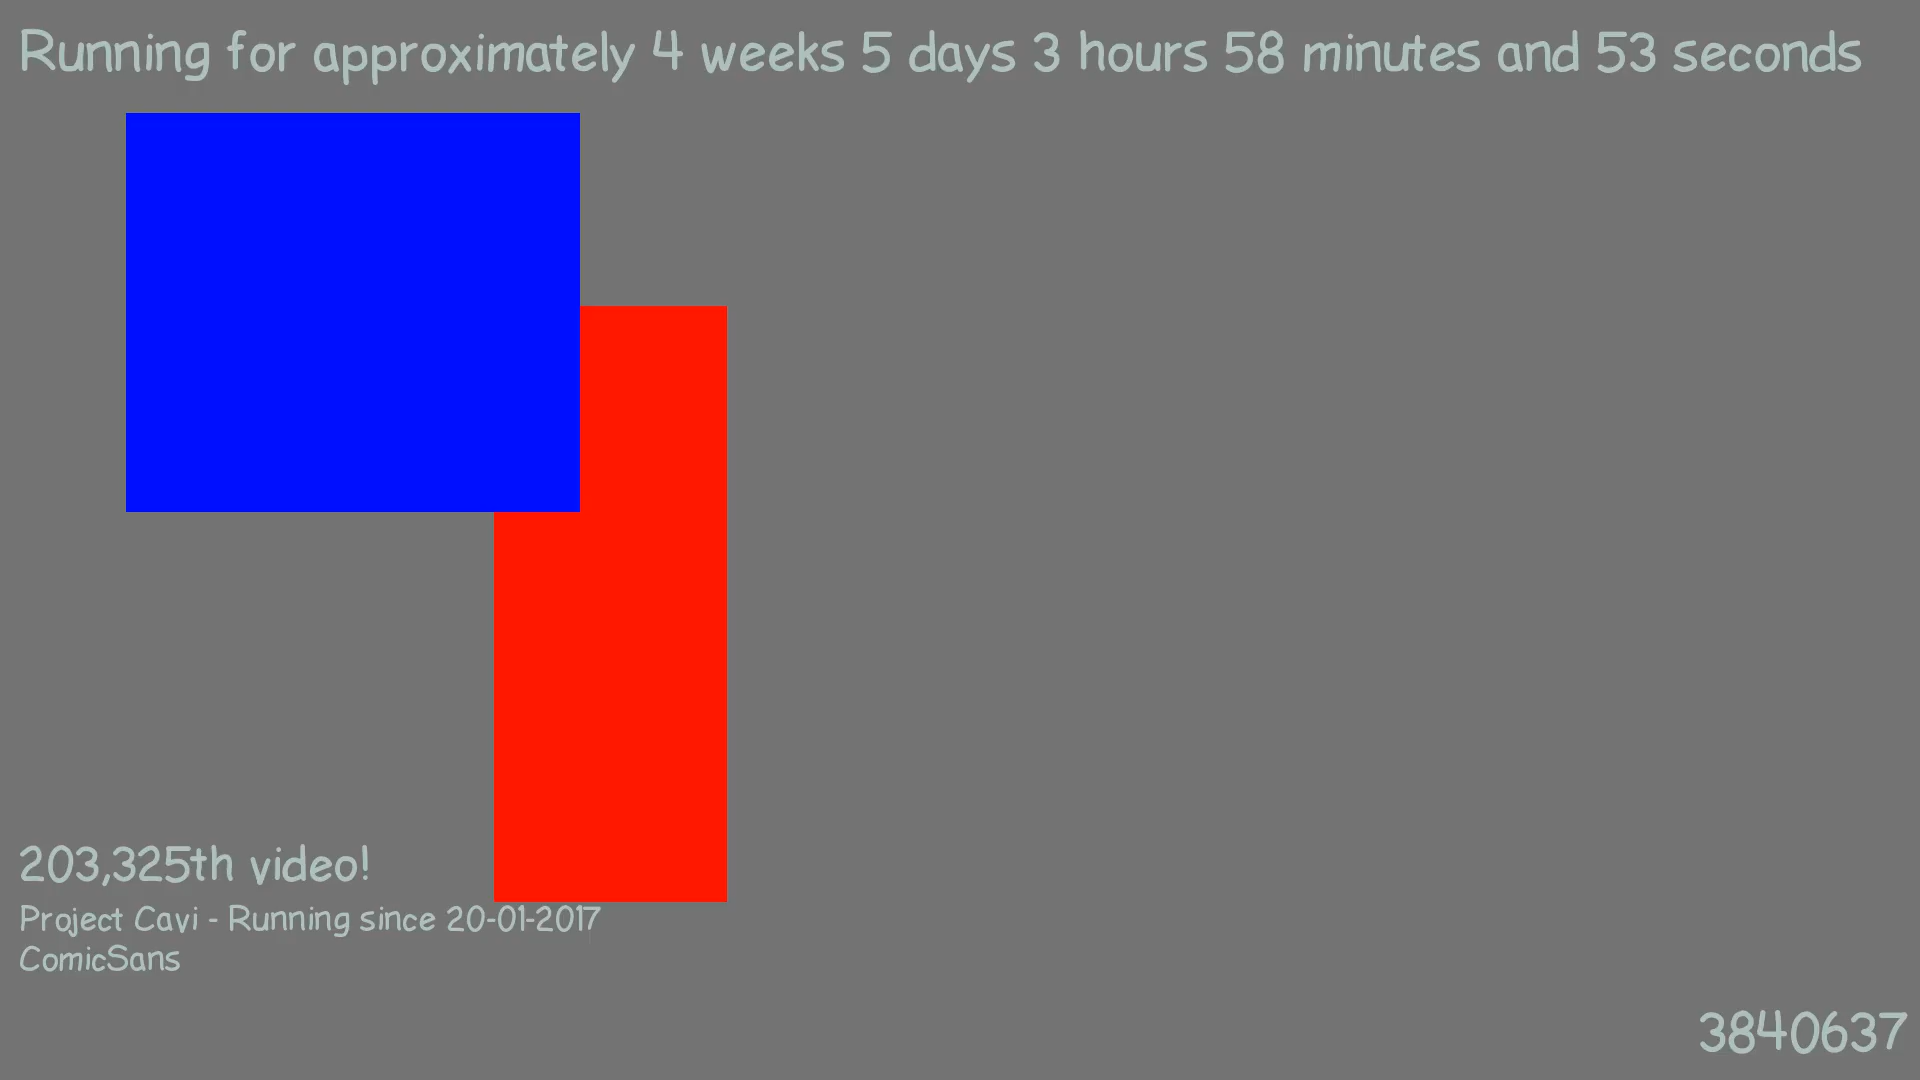 Running for approximately 4 weeks 5 days 3 hours 58 minutes and 53 seconds
203,325th video!
Project Cavi - Running since 20-01-2017
ComicSans
3840637